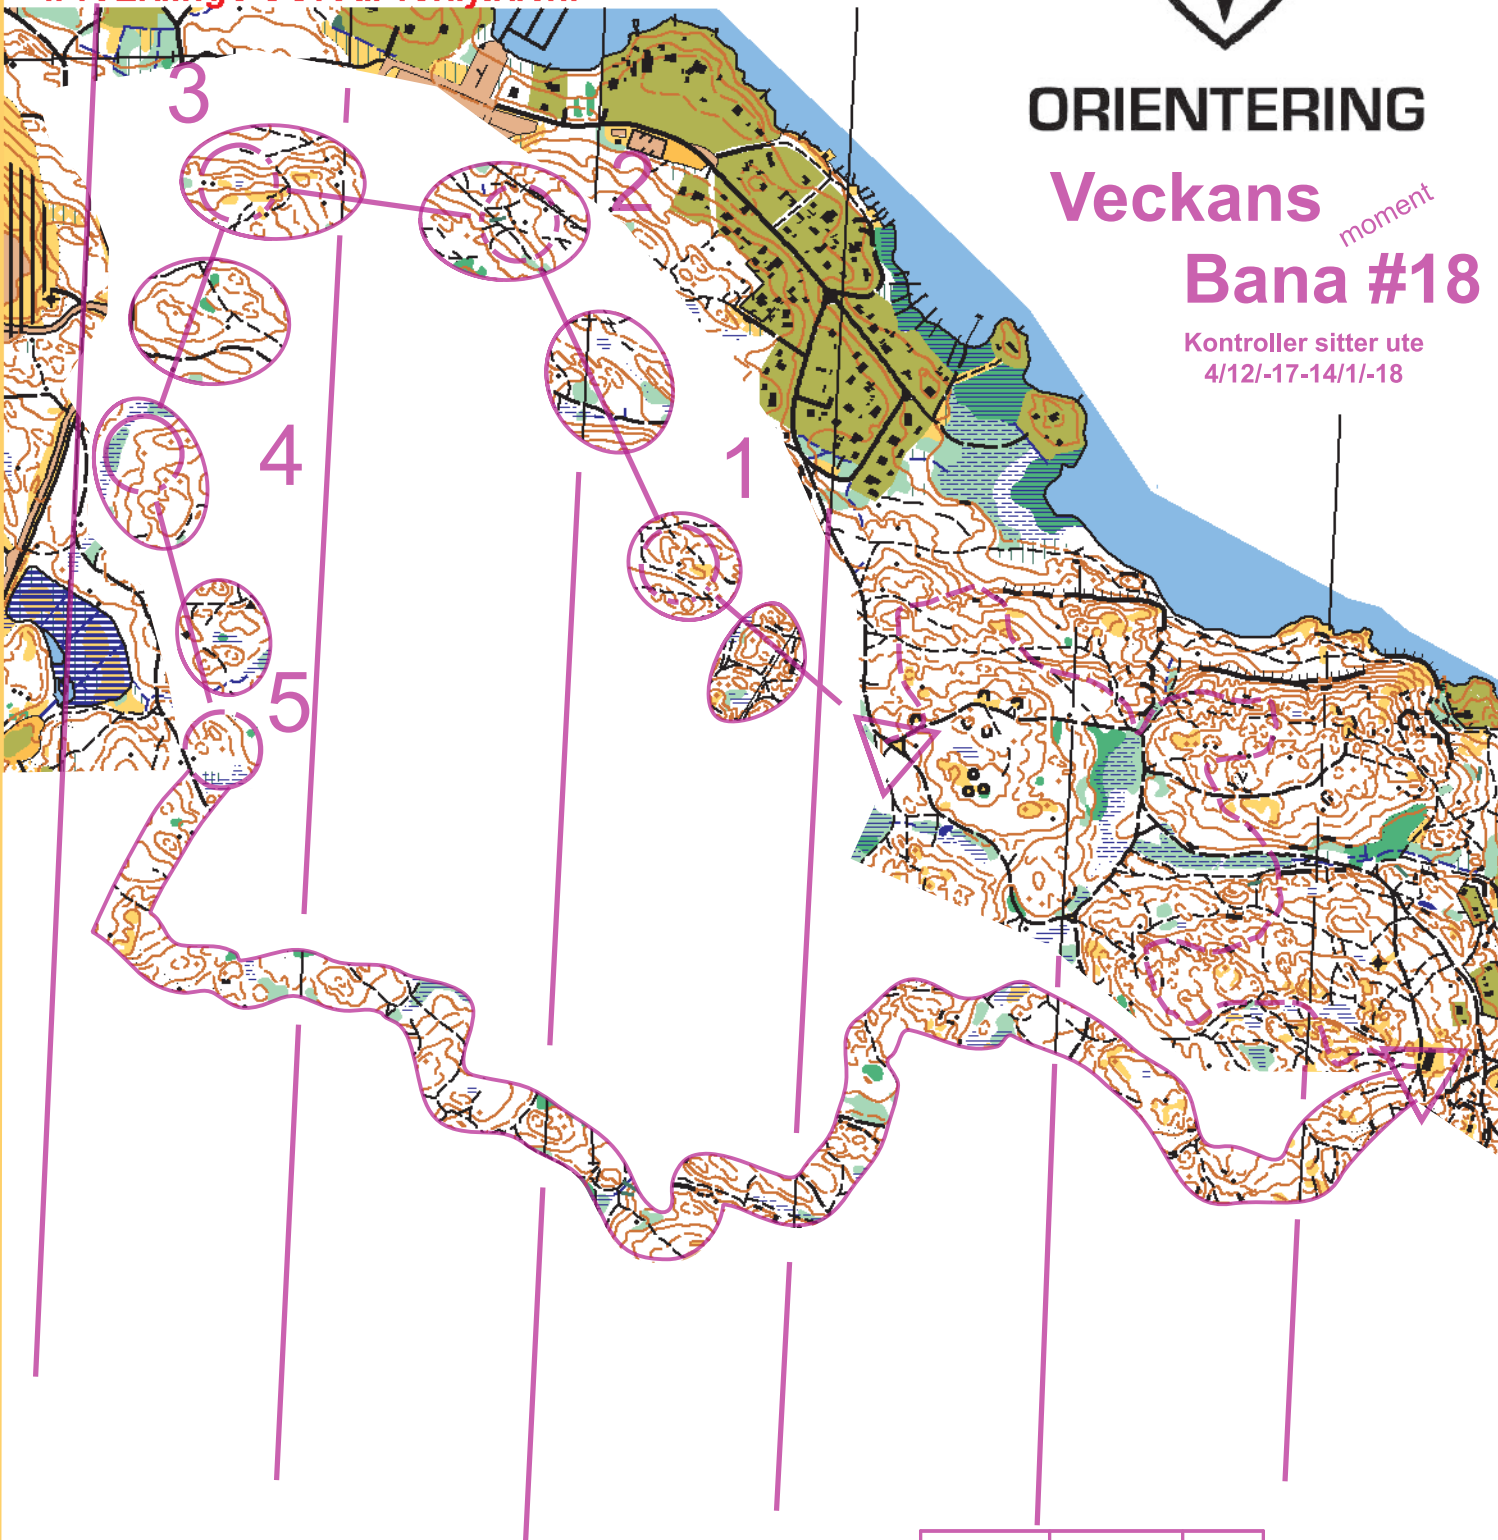 ORIENTERING
Veckans
moment
Bana #18
Kontroller sitter ute
4/12/-17-14/1/-18
3
2
4
1
5